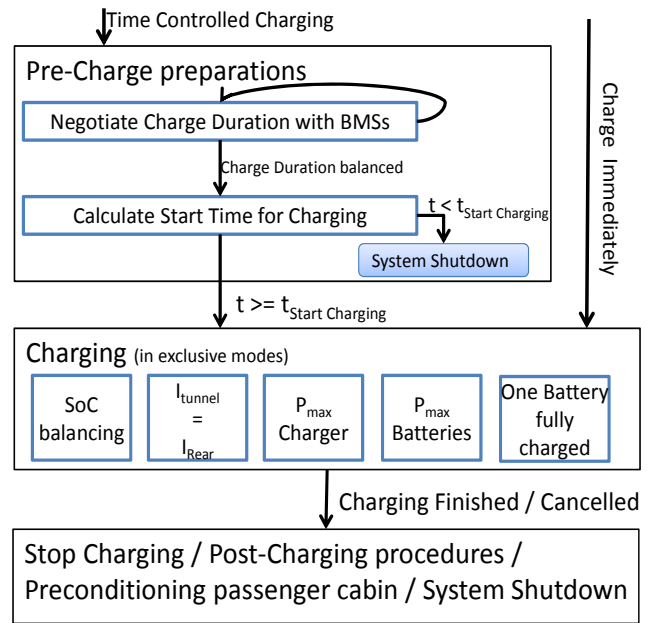 Time Controlled Charging
Pre-Charge preparations
Negotiate Charge Duration with BMSs
Charge Duration balanced
Calculate Start Time for Charging
t < tStart Charging
System Shutdown
Charge Immediately
t >= tStart Charging
Charging (in exclusive modes)
SoC
balancing
Itunnel
=
IRear
Pmax
Charger
Pmax
Batteries
One Battery
fully
charged
Charging Finished / Cancelled
Stop Charging / Post-Charging procedures /
Preconditioning passenger cabin / System Shutdown